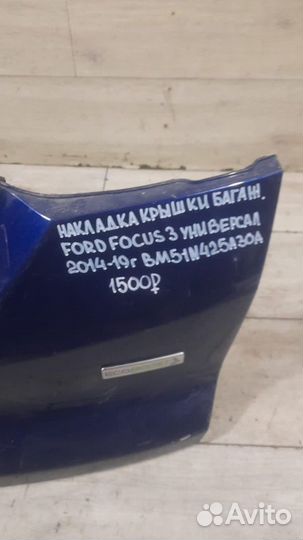 НАКЛАДКА КРЫШКИ БАГАЖ.
FORD FOCUS 3 УНИВЕРСАЛ
2014-19г BM51N425A30A
1500₽
Avito